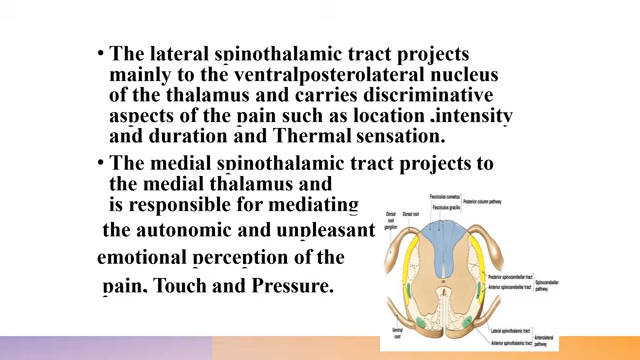 • The lateral spinothalamic tract projects
mainly to the ventralposterolateral nucleus
of the thalamus and carries discriminative
aspects of the pain such as location ,intensity
and duration and Thermal sensation.
• The medial spinothalamic tract projects to
the medial thalamus and
is responsible for mediating
the autonomic and unpleasant
emotional perception of the
pain, Touch and Pressure.
Fasciculus cuneatus
Fasciculus gracilis
Posterior column pathway
Dorsal root ganglion
Dorsal root
Posterior spinocerebellar tract
Anterior spinocerebellar tract
Spinocerebellar pathway
Lateral spinothalamic tract
Anterior spinothalamic tract
Anterolateral pathway
Ventral root